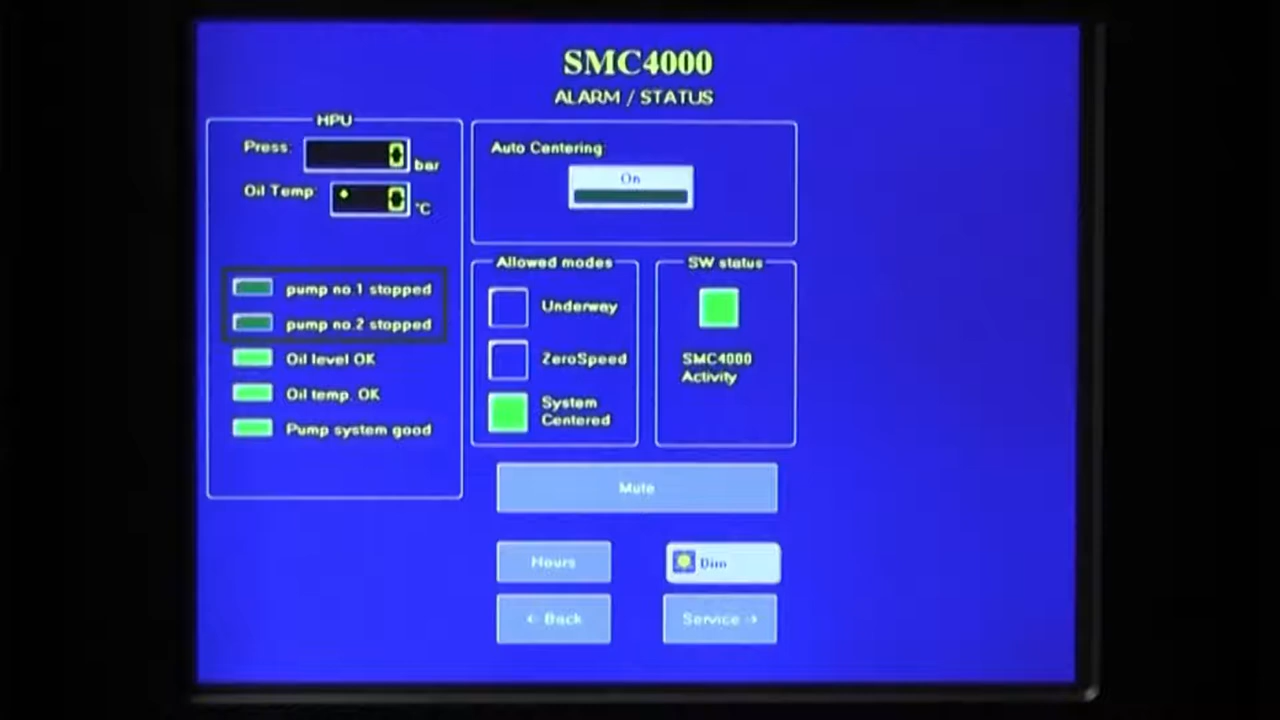 SMC4000
ALARM / STATUS
HPU
Press: 0 bar
Oil Temp: 0 °C
pump no.1 stopped
pump no.2 stopped
Oil level OK
Oil temp. OK
Pump system good
Auto Centering:
On
Allowed modes
Underway
ZeroSpeed
System
Centered
SW status
SMC4000
Activity
Mute
Hours
Dim
← Back
Service →